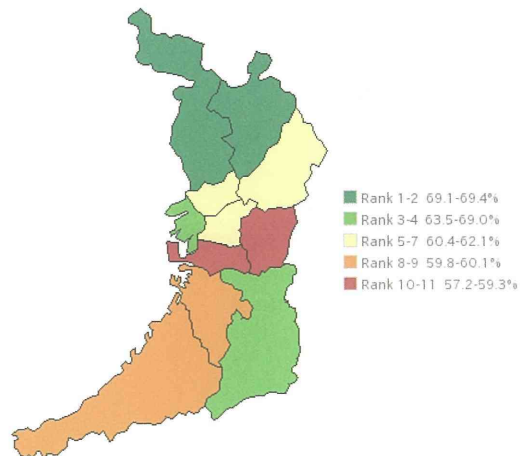 Rank 1-2 69.1-69.4%
Rank 3-4 63.5-69.0%
Rank 5-7 60.4-62.1%
Rank 8-9 59.8-60.1%
Rank 10-11 57.2-59.3%